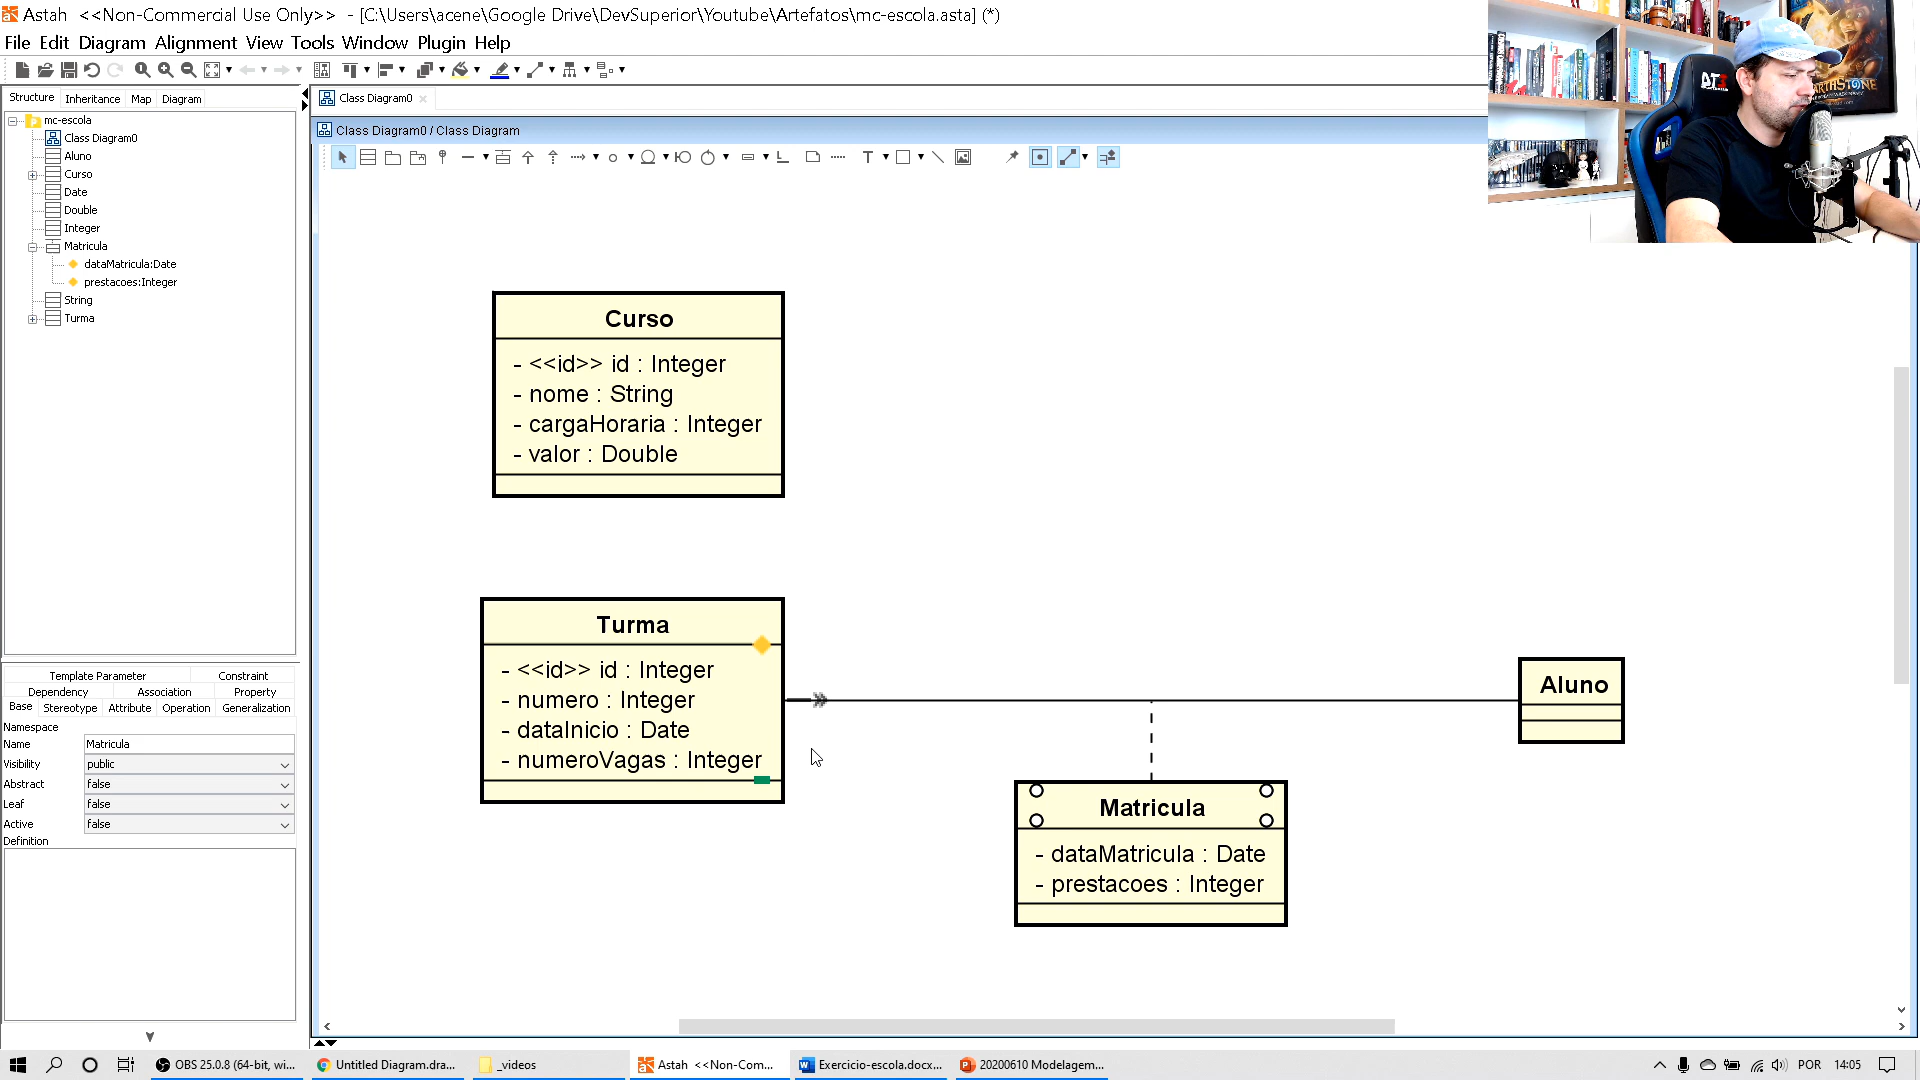 Astah <<Non-Commercial Use Only>> - [C:\Users\acene\Google Drive\DevSuperior\Youtube\Artefatos\mc-escola.asta] (*)
File Edit Diagram Alignment View Tools Window Plugin Help
Structure Inheritance Map Diagram
Class Diagram0
mc-escola
Class Diagram0
Aluno
Curso
Date
Double
Integer
Matricula
dataMatricula:Date
prestacoes:Integer
String
Turma
Class Diagram0 / Class Diagram
Curso
- <<id>> id : Integer
- nome : String
- cargaHoraria : Integer
- valor : Double
Turma
- <<id>> id : Integer
- numero : Integer
- dataInicio : Date
- numeroVagas : Integer
Aluno
Matricula
- dataMatricula : Date
- prestacoes : Integer
Template Parameter Constraint
Dependency Association Property
Base Stereotype Attribute Operation Generalization
Namespace
Name Matricula
Visibility public
Abstract false
Leaf false
Active false
Definition
OBS 25.0.8 (64-bit, wi... Untitled Diagram.dra... _videos Astah <<Non-Com... Exercicio-escola.docx... 20200610 Modelagem... POR 14:05